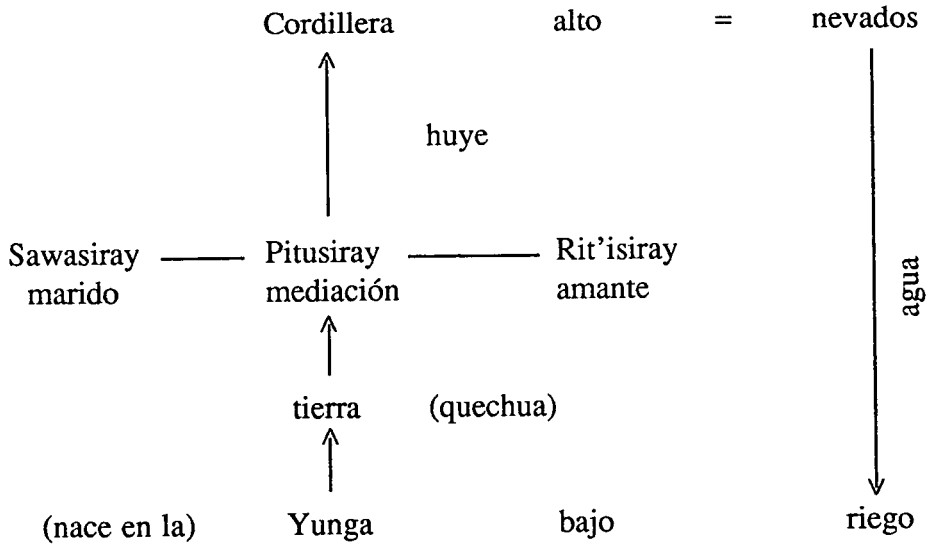 Cordillera alto = nevados
huye
Sawasiray Pitusiray Rit'isiray
marido mediación amante
agua
tierra (quechua)
(nace en la) Yunga bajo riego